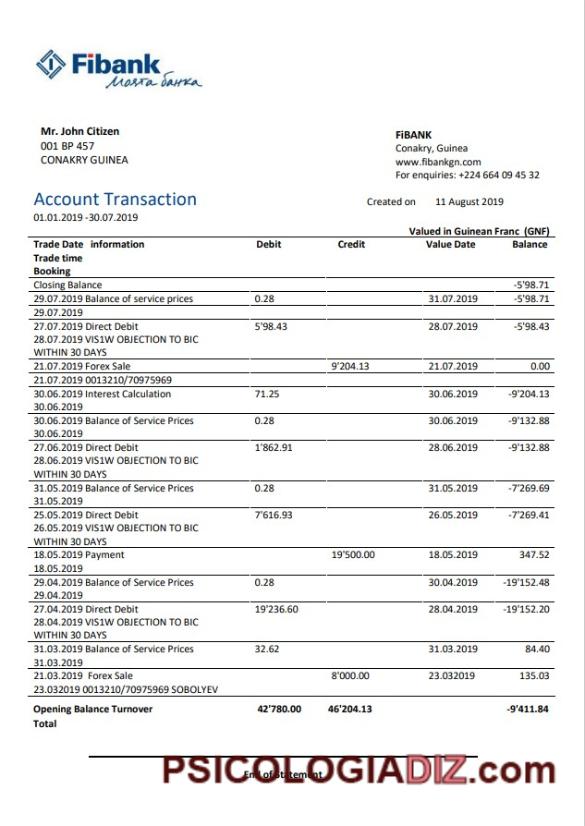 Fibank
Моята банка
Mr. John Citizen
001 BP 457
CONAKRY GUINEA
FiBANK
Conakry, Guinea
www.fibankgn.com
For enquiries: +224 664 09 45 32
Account Transaction
Created on 11 August 2019
01.01.2019 -30.07.2019
Valued in Guinean Franc (GNF)
Trade Date information Debit Credit Value Date Balance
Trade time
Booking
Closing Balance -5'98.71
29.07.2019 Balance of service prices 0.28 31.07.2019 -5'98.71
29.07.2019
27.07.2019 Direct Debit 5'98.43 28.07.2019 -5'98.43
28.07.2019 VIS1W OBJECTION TO BIC
WITHIN 30 DAYS
21.07.2019 Forex Sale 9'204.13 21.07.2019 0.00
21.07.2019 0013210/70975969
30.06.2019 Interest Calculation 71.25 30.06.2019 -9'204.13
30.06.2019
30.06.2019 Balance of Service Prices 0.28 30.06.2019 -9'132.88
30.06.2019
27.06.2019 Direct Debit 1'862.91 28.06.2019 -9'132.88
28.06.2019 VIS1W OBJECTION TO BIC
WITHIN 30 DAYS
31.05.2019 Balance of Service Prices 0.28 31.05.2019 -7'269.69
31.05.2019
25.05.2019 Direct Debit 7'616.93 26.05.2019 -7'269.41
26.05.2019 VIS1W OBJECTION TO BIC
WITHIN 30 DAYS
18.05.2019 Payment 19'500.00 18.05.2019 347.52
18.05.2019
29.04.2019 Balance of Service Prices 0.28 30.04.2019 -19'152.48
29.04.2019
27.04.2019 Direct Debit 19'236.60 28.04.2019 -19'152.20
28.04.2019 VIS1W OBJECTION TO BIC
WITHIN 30 DAYS
31.03.2019 Balance of Service Prices 32.62 31.03.2019 84.40
31.03.2019
21.03.2019 Forex Sale 8'000.00 23.032019 135.03
23.032019 0013210/70975969 SOBOLYEV
Opening Balance Turnover 42'780.00 46'204.13 -9'411.84
Total
End of Statement
PSICOLOGIADIZ.com